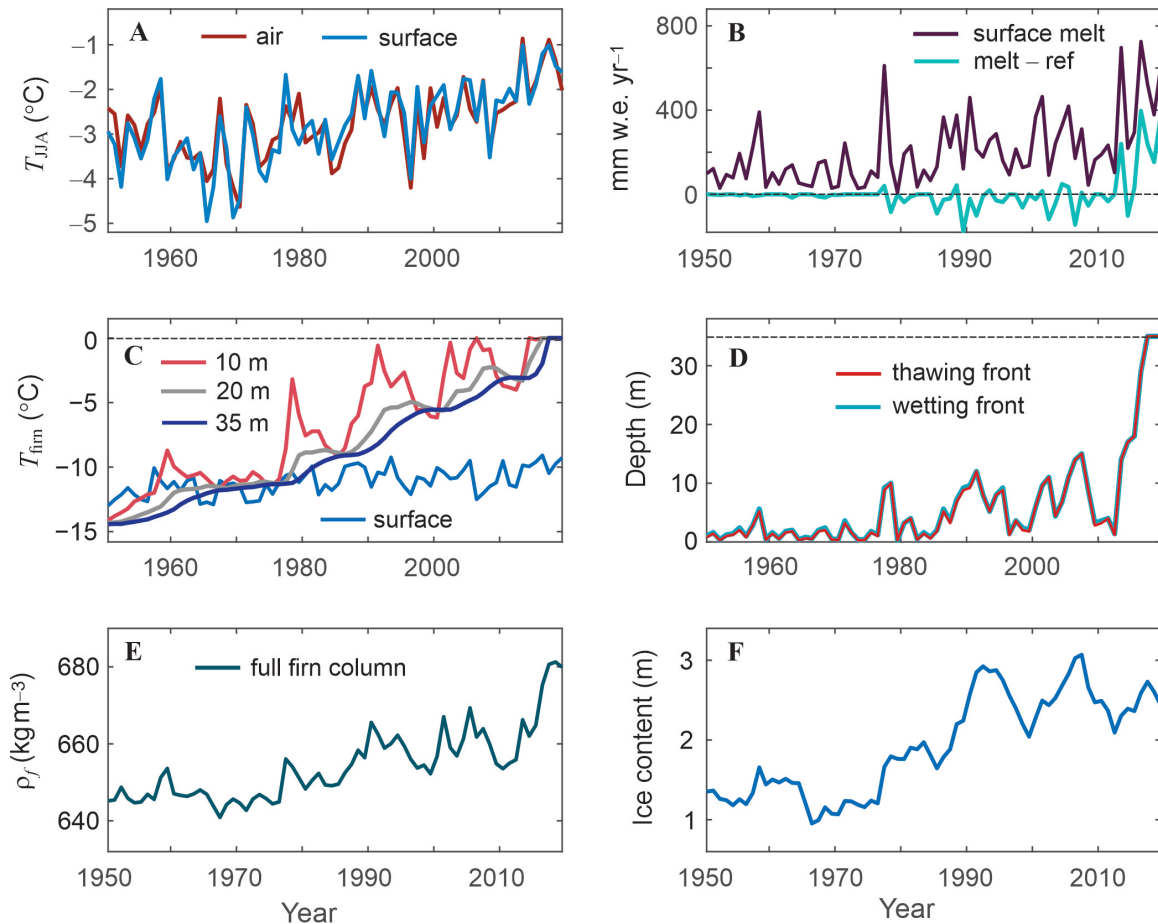 A
air
surface
−1
−2
−3
−4
−5
T_JJA (°C)
1960 1980 2000
B
surface melt
melt – ref
800
400
0
mm w.e. yr⁻¹
1950 1970 1990 2010
C
10 m
20 m
35 m
surface
0
−5
−10
−15
T_firn (°C)
1960 1980 2000
D
thawing front
wetting front
30
20
10
0
Depth (m)
1960 1980 2000
E
full firn column
680
660
640
ρ_f (kgm⁻³)
1950 1970 1990 2010
Year
F
3
2
1
Ice content (m)
1950 1970 1990 2010
Year